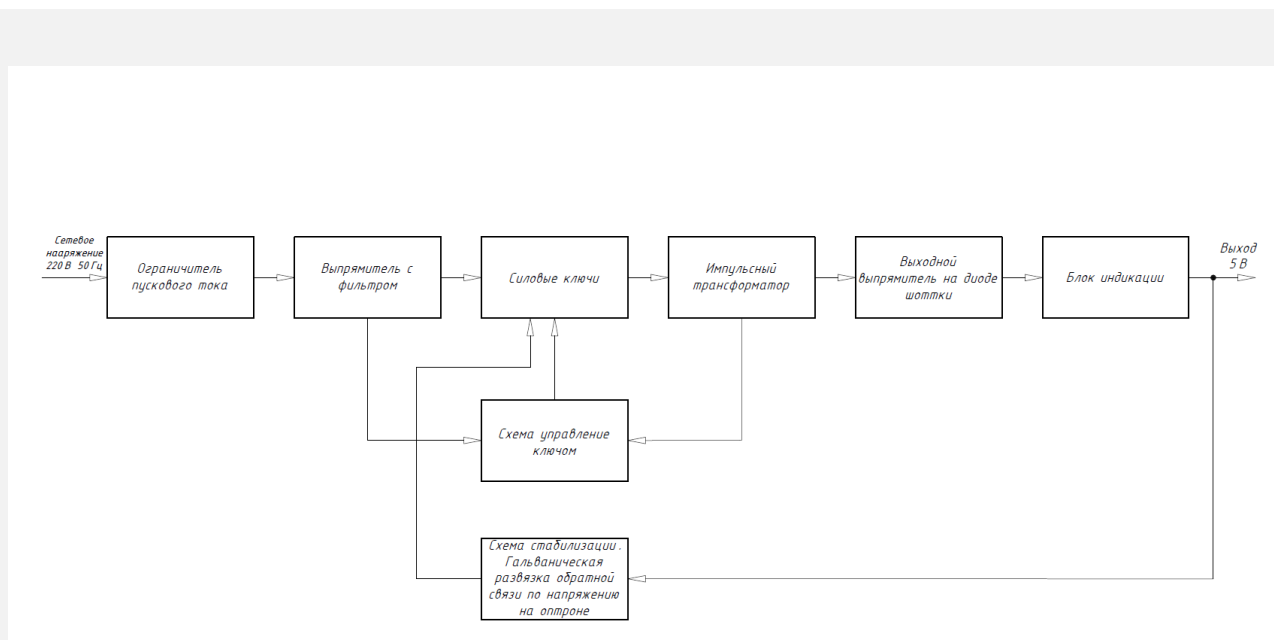 Сетевое
наряжение
220 В 50 Гц
Ограничитель
пускового тока
Выпрямитель с
фильтром
Силовые ключи
Импульсный
трансформатор
Выходной
выпрямитель на диоде
шоттки
Блок индикации
Выход
5 В
Схема управление
ключом
Схема стабилизации.
Гальваническая
развязка обратной
связи по напряжению
на оптроне